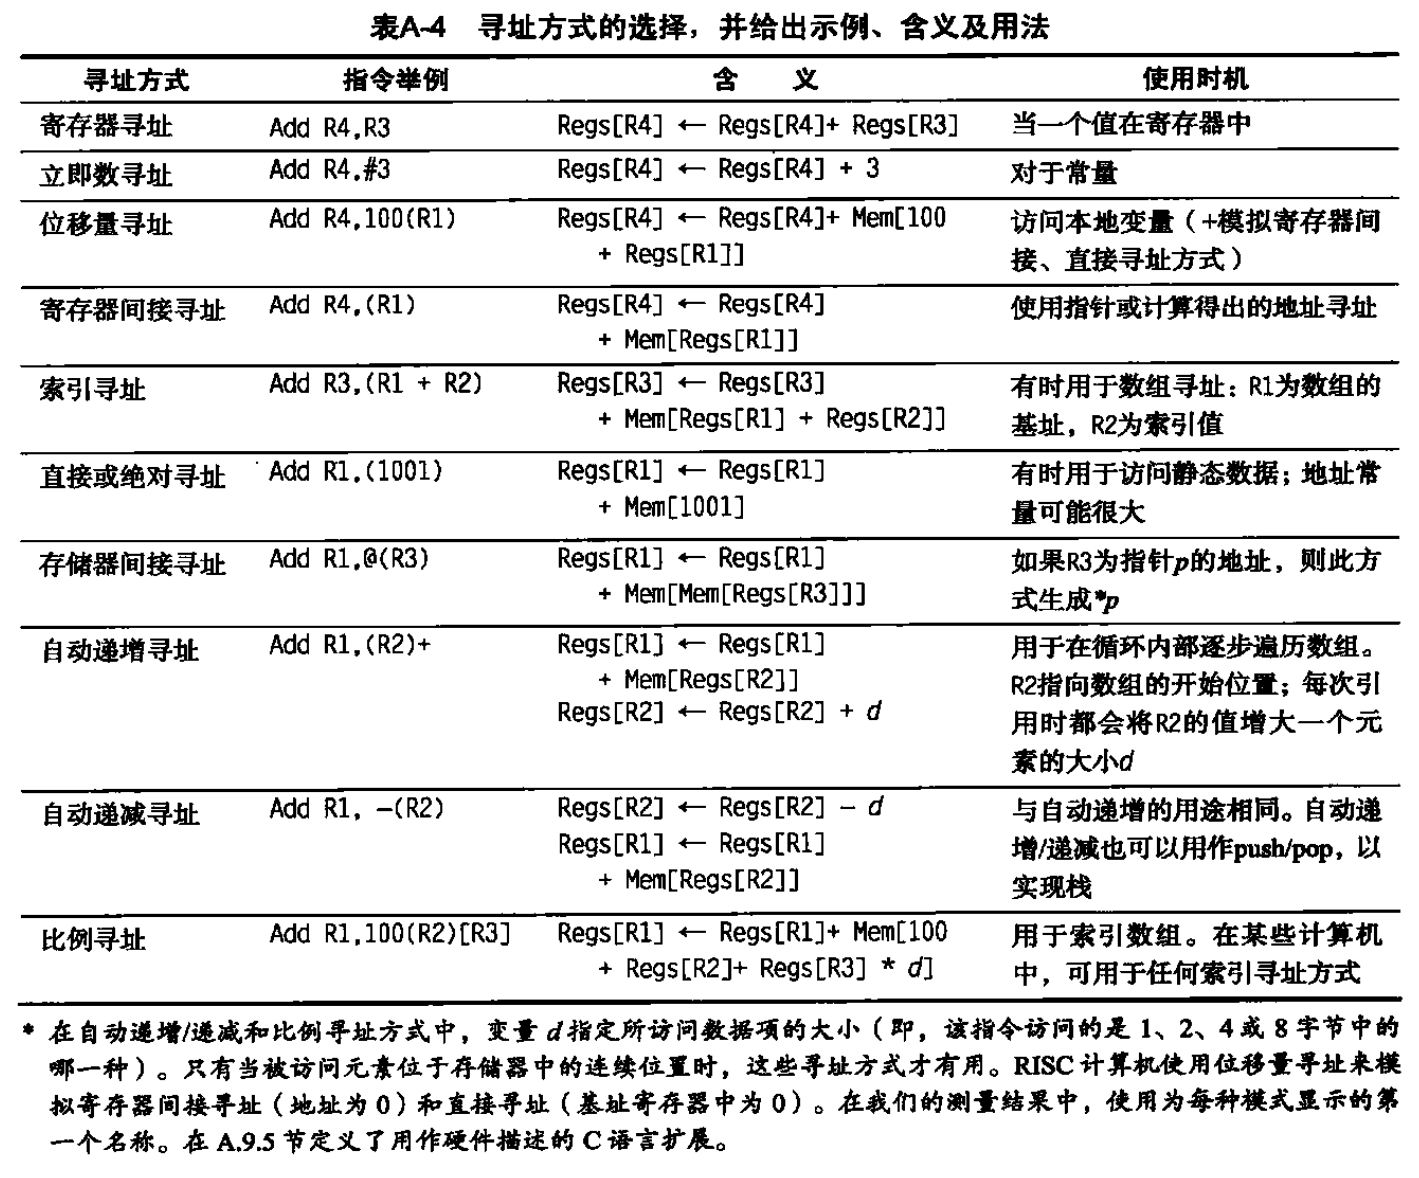 表A-4 寻址方式的选择，并给出示例、含义及用法
寻址方式 指令举例 含 义 使用时机
寄存器寻址 Add R4,R3 Regs[R4] ← Regs[R4]+ Regs[R3] 当一个值在寄存器中
立即数寻址 Add R4,#3 Regs[R4] ← Regs[R4] + 3 对于常量
位移量寻址 Add R4,100(R1) Regs[R4] ← Regs[R4]+ Mem[100 访问本地变量（+模拟寄存器间
+ Regs[R1]] 接、直接寻址方式）
寄存器间接寻址 Add R4,(R1) Regs[R4] ← Regs[R4] 使用指针或计算得出的地址寻址
+ Mem[Regs[R1]]
索引寻址 Add R3,(R1 + R2) Regs[R3] ← Regs[R3] 有时用于数组寻址：R1为数组的
+ Mem[Regs[R1] + Regs[R2]] 基址，R2为索引值
直接或绝对寻址 Add R1,(1001) Regs[R1] ← Regs[R1] 有时用于访问静态数据；地址常
+ Mem[1001] 量可能很大
存储器间接寻址 Add R1,@(R3) Regs[R1] ← Regs[R1] 如果R3为指针p的地址，则此方
+ Mem[Mem[Regs[R3]]] 式生成*p
自动递增寻址 Add R1,(R2)+ Regs[R1] ← Regs[R1] 用于在循环内部逐步遍历数组。
+ Mem[Regs[R2]] R2指向数组的开始位置；每次引
Regs[R2] ← Regs[R2] + d 用时都会将R2的值增大一个元
素的大小d
自动递减寻址 Add R1, –(R2) Regs[R2] ← Regs[R2] – d 与自动递增的用途相同。自动递
Regs[R1] ← Regs[R1] 增/递减也可以用作push/pop，以
+ Mem[Regs[R2]] 实现栈
比例寻址 Add R1,100(R2)[R3] Regs[R1] ← Regs[R1]+ Mem[100 用于索引数组。在某些计算机
+ Regs[R2]+ Regs[R3] * d] 中，可用于任何索引寻址方式
* 在自动递增/递减和比例寻址方式中，变量 d 指定所访问数据项的大小（即，该指令访问的是 1、2、4 或 8 字节中的
哪一种）。只有当被访问元素位于存储器中的连续位置时，这些寻址方式才有用。RISC 计算机使用位移量寻址来模
拟寄存器间接寻址（地址为 0）和直接寻址（基址寄存器中为 0）。在我们的测量结果中，使用为每种模式显示的第
一个名称。在 A.9.5 节定义了用作硬件描述的 C 语言扩展。